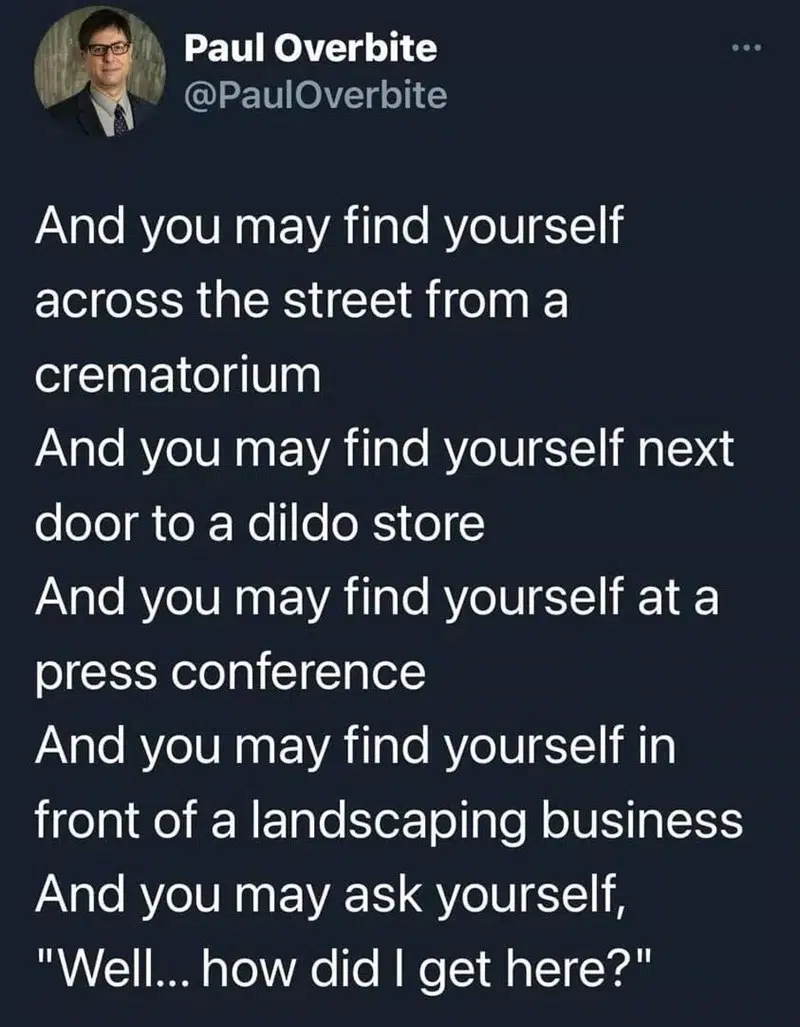 Paul Overbite
@PaulOverbite
And you may find yourself
across the street from a
crematorium
And you may find yourself next
door to a dildo store
And you may find yourself at a
press conference
And you may find yourself in
front of a landscaping business
And you may ask yourself,
"Well... how did I get here?"